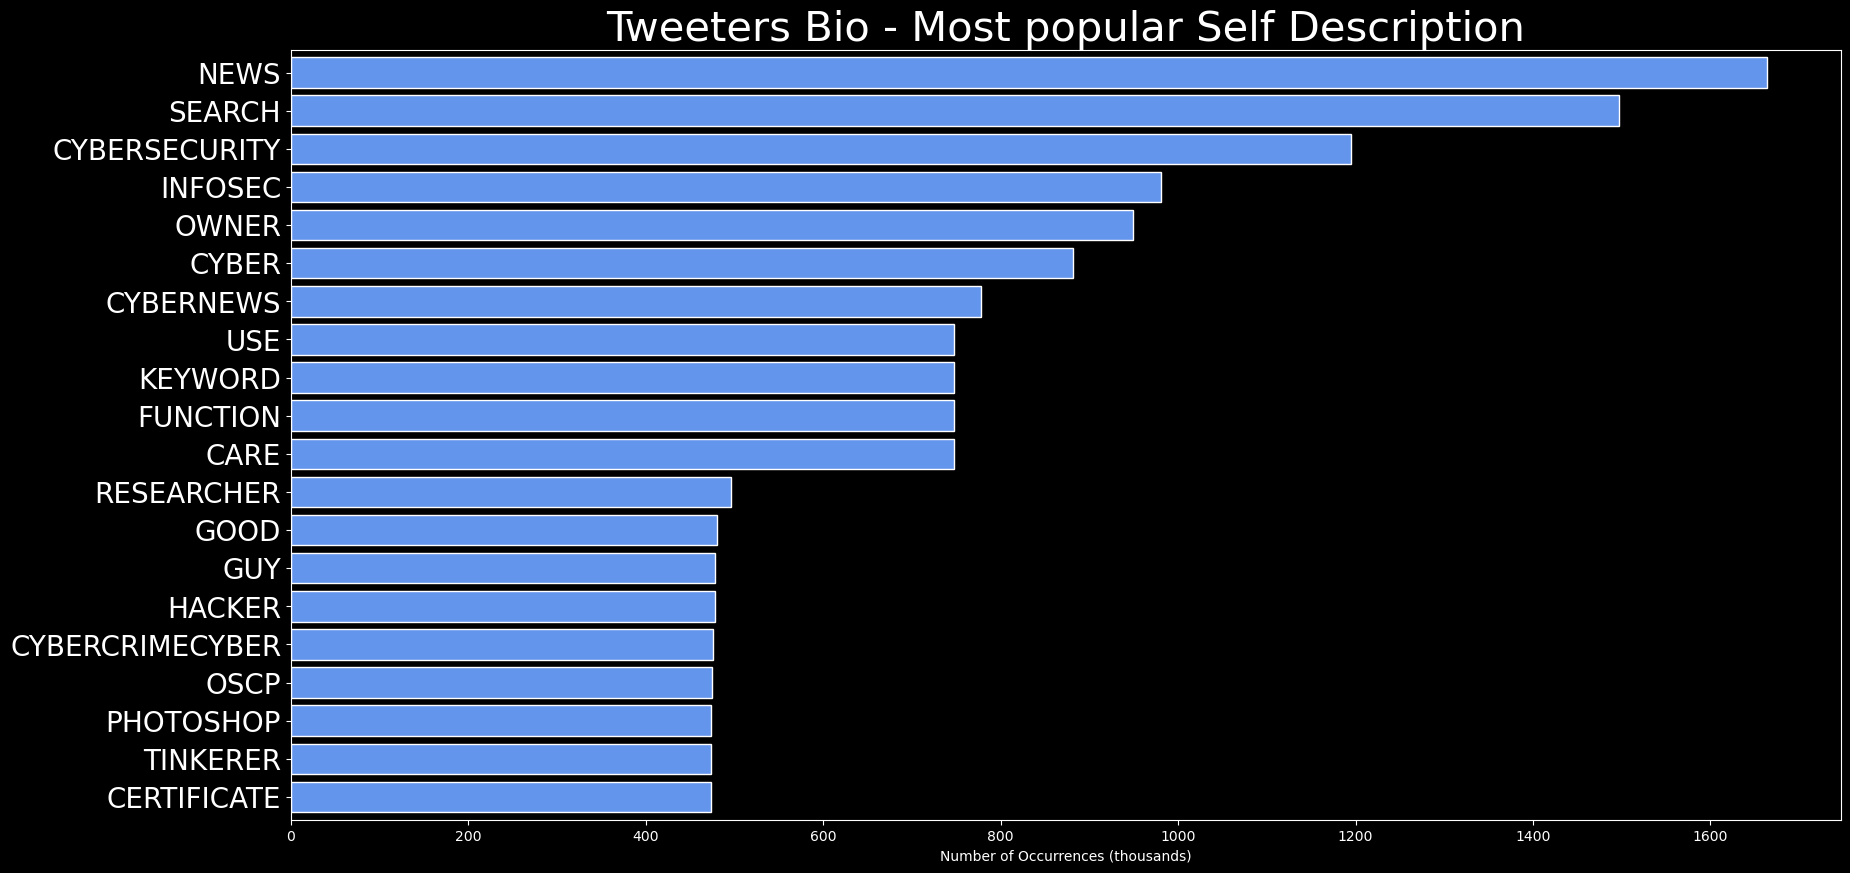 Tweeters Bio - Most popular Self Description
NEWS
SEARCH
CYBERSECURITY
INFOSEC
OWNER
CYBER
CYBERNEWS
USE
KEYWORD
FUNCTION
CARE
RESEARCHER
GOOD
GUY
HACKER
CYBERCRIMECYBER
OSCP
PHOTOSHOP
TINKERER
CERTIFICATE
0 200 400 600 800 1000 1200 1400 1600
Number of Occurrences (thousands)